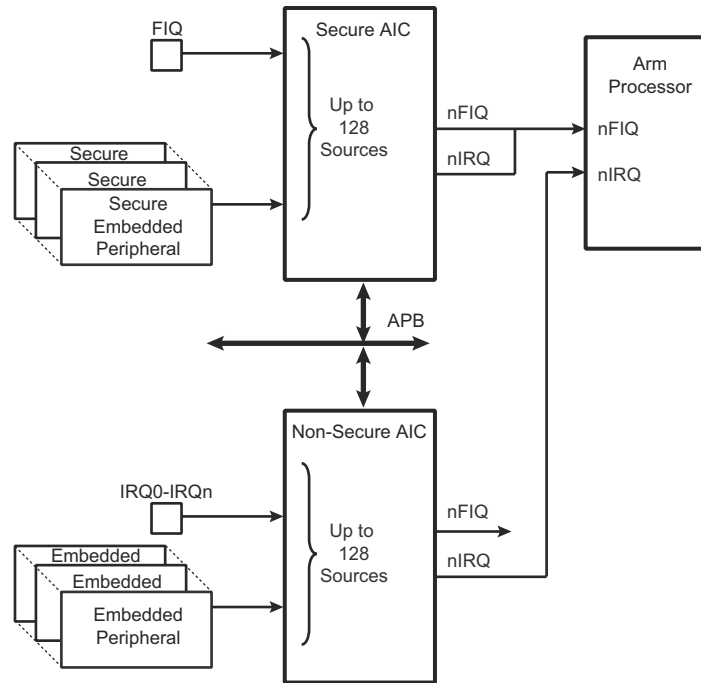 FIQ
Secure AIC
Up to
128
Sources
Secure
Secure
Secure
Embedded
Peripheral
nFIQ
nIRQ
Arm
Processor
nFIQ
nIRQ
APB
Non-Secure AIC
IRQ0-IRQn
Up to
128
Sources
Embedded
Embedded
Embedded
Peripheral
nFIQ
nIRQ